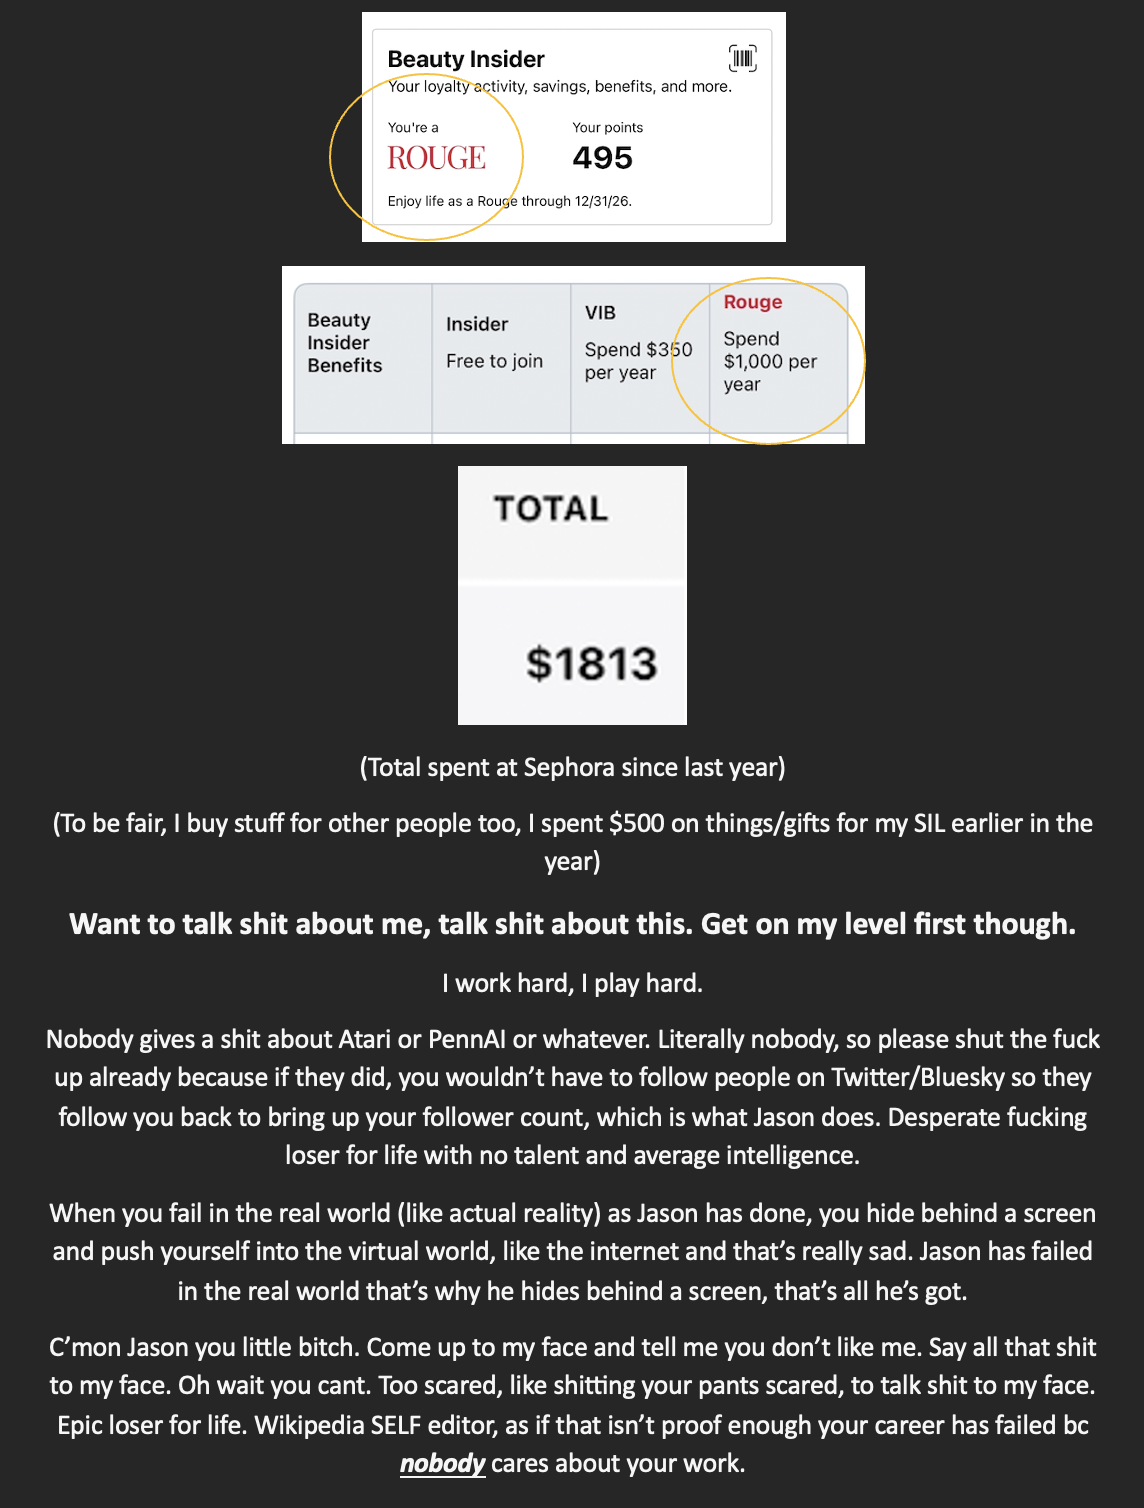 Beauty Insider
Your loyalty activity, savings, benefits, and more.
You're a
ROUGE
Your points
495
Enjoy life as a Rouge through 12/31/26.
Beauty
Insider
Benefits
Insider
Free to join
VIB
Spend $350
per year
Rouge
Spend
$1,000 per
year
TOTAL
$1813
(Total spent at Sephora since last year)
(To be fair, I buy stuff for other people too, I spent $500 on things/gifts for my SIL earlier in the
year)
Want to talk shit about me, talk shit about this. Get on my level first though.
I work hard, I play hard.
Nobody gives a shit about Atari or PennAI or whatever. Literally nobody, so please shut the fuck
up already because if they did, you wouldn’t have to follow people on Twitter/Bluesky so they
follow you back to bring up your follower count, which is what Jason does. Desperate fucking
loser for life with no talent and average intelligence.
When you fail in the real world (like actual reality) as Jason has done, you hide behind a screen
and push yourself into the virtual world, like the internet and that’s really sad. Jason has failed
in the real world that’s why he hides behind a screen, that’s all he’s got.
C’mon Jason you little bitch. Come up to my face and tell me you don’t like me. Say all that shit
to my face. Oh wait you cant. Too scared, like shitting your pants scared, to talk shit to my face.
Epic loser for life. Wikipedia SELF editor, as if that isn’t proof enough your career has failed bc
nobody cares about your work.